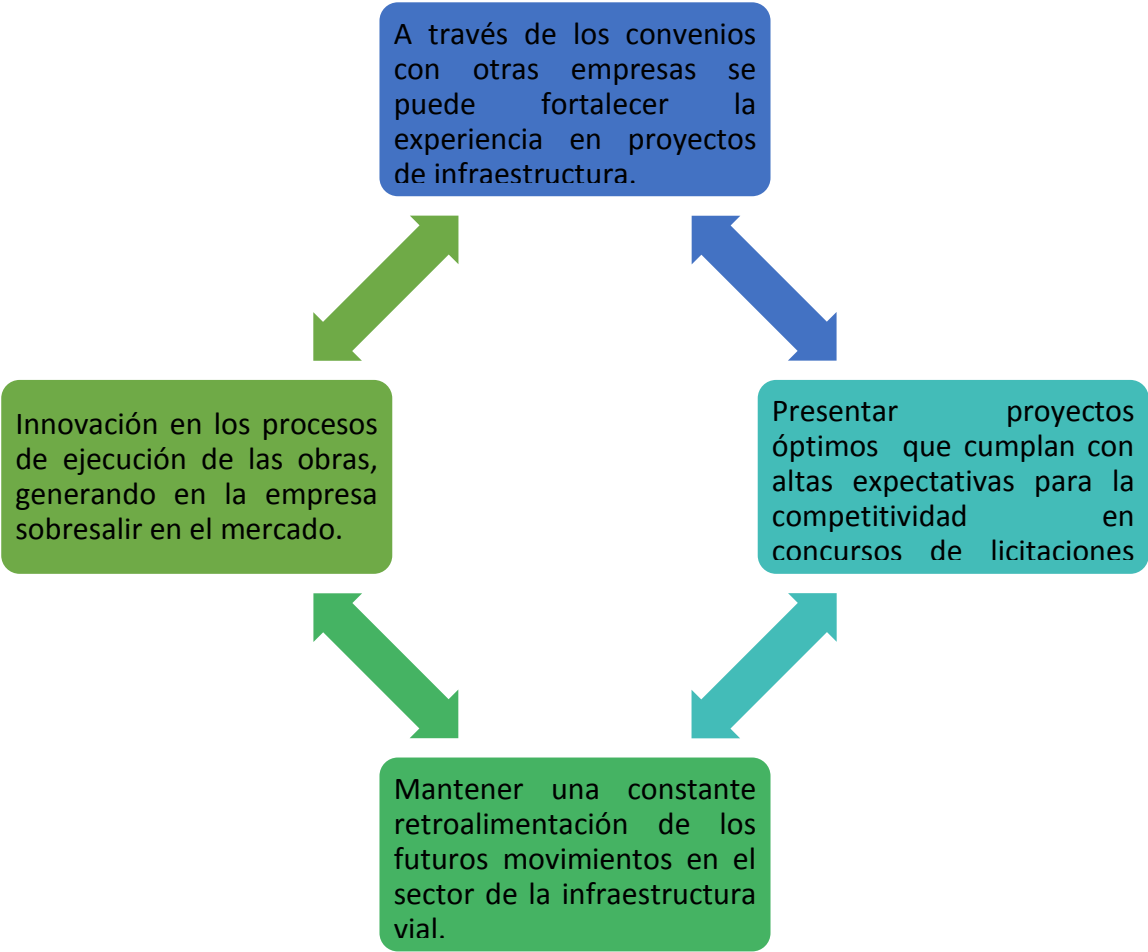 A través de los convenios
con otras empresas se
puede fortalecer la
experiencia en proyectos
de infraestructura.
Innovación en los procesos
de ejecución de las obras,
generando en la empresa
sobresalir en el mercado.
Presentar proyectos
óptimos que cumplan con
altas expectativas para la
competitividad en
concursos de licitaciones
Mantener una constante
retroalimentación de los
futuros movimientos en el
sector de la infraestructura
vial.